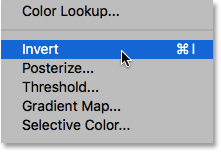 Color Lookup...
Invert ⌘I
Posterize...
Threshold...
Gradient Map...
Selective Color...